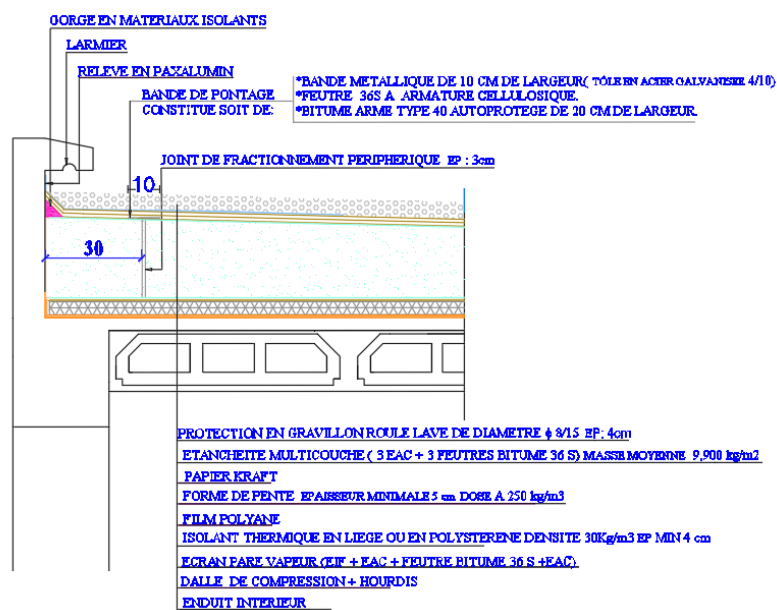 GORGE EN MATERIAUX ISOLANTS
LARMIER
RELEVE EN PAXALUMIN
BANDE DE PONTAGE
CONSTITUE SOIT DE:
*BANDE METALLIQUE DE 10 CM DE LARGEUR( TÔLE EN ACIER GALVANISEE 4/10)
*FEUTRE 36S A ARMATURE CELLULOSIQUE.
*BITUME ARME TYPE 40 AUTOPROTEGE DE 20 CM DE LARGEUR.
JOINT DE FRACTIONNEMENT PERIPHERIQUE EP : 3cm
10
30
PROTECTION EN GRAVILLON ROULE LAVE DE DIAMETRE ϕ 8/15 EP: 4cm
ETANCHEITE MULTICOUCHE ( 3 EAC + 3 FEUTRES BITUME 36 S) MASSE MOYENNE 9,900 kg/m2
PAPIER KRAFT
FORME DE PENTE EPAISSEUR MINIMALE 5 cm DOSE A 250 kg/m3
FILM POLYANE
ISOLANT THERMIQUE EN LIEGE OU EN POLYSTERENE DENSITE 30Kg/m3 EP MIN 4 cm
ECRAN PARE VAPEUR (EIF + EAC + FEUTRE BITUME 36 S +EAC)
DALLE DE COMPRESSION + HOURDIS
ENDUIT INTERIEUR